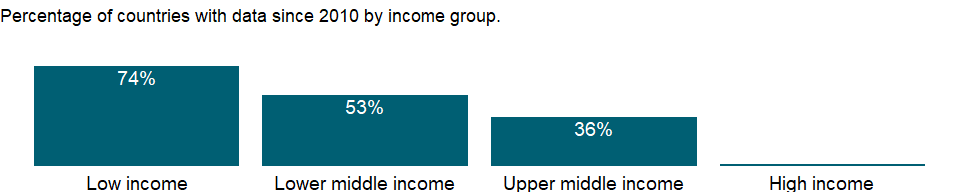 Percentage of countries with data since 2010 by income group.
74%
53%
36%
Low income
Lower middle income
Upper middle income
High income